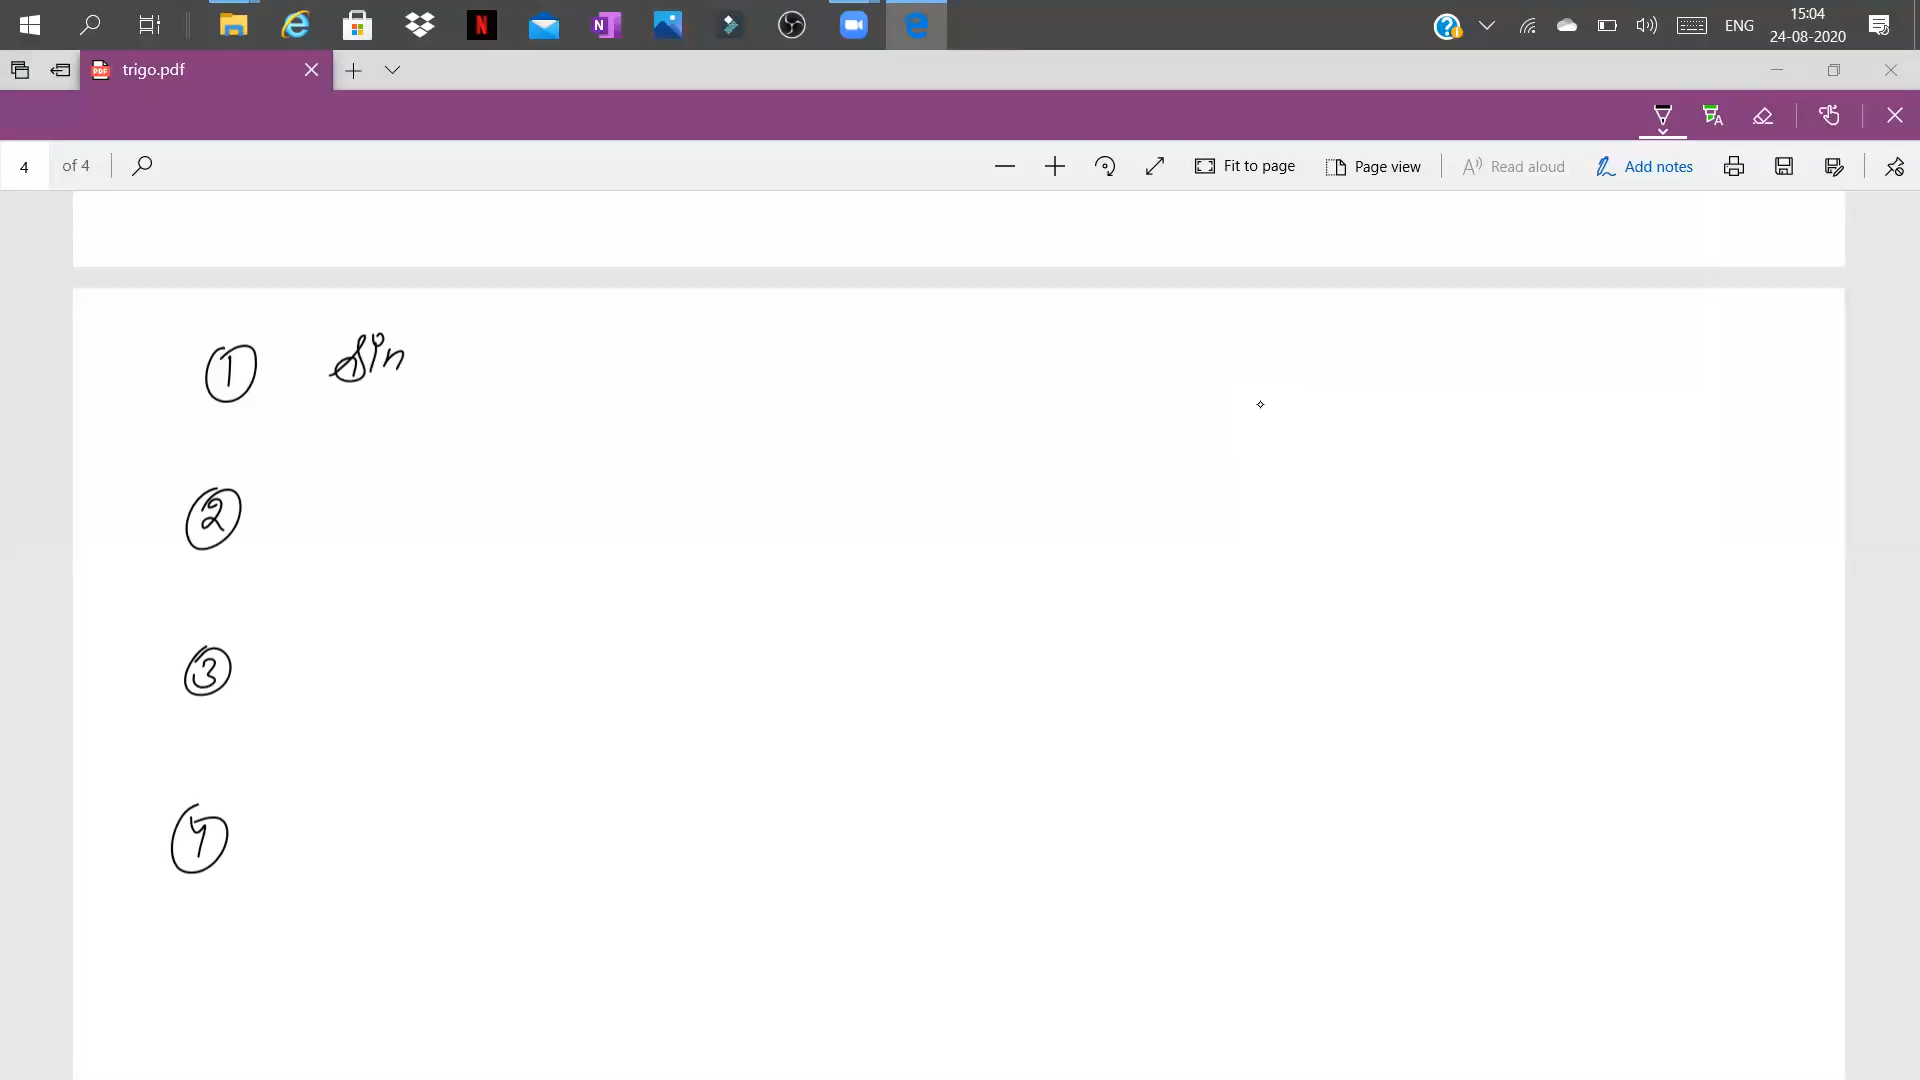 15:04
ENG
24-08-2020
trigo.pdf
4 of 4
Fit to page
Page view
Read aloud
Add notes
① Sin
②
③
④